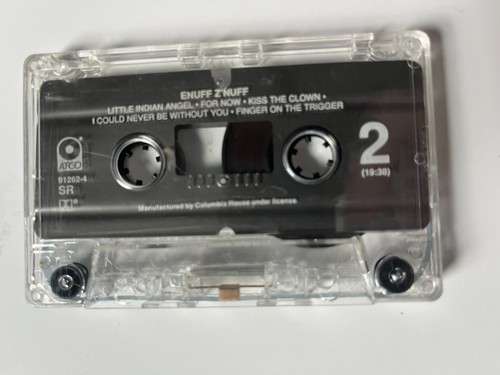 ENUFF Z'NUFF
LITTLE INDIAN ANGEL • FOR NOW • KISS THE CLOWN •
I COULD NEVER BE WITHOUT YOU • FINGER ON THE TRIGGER
ATCO
91262-4
SR
2
(19:30)
Manufactured by Columbia House under license.